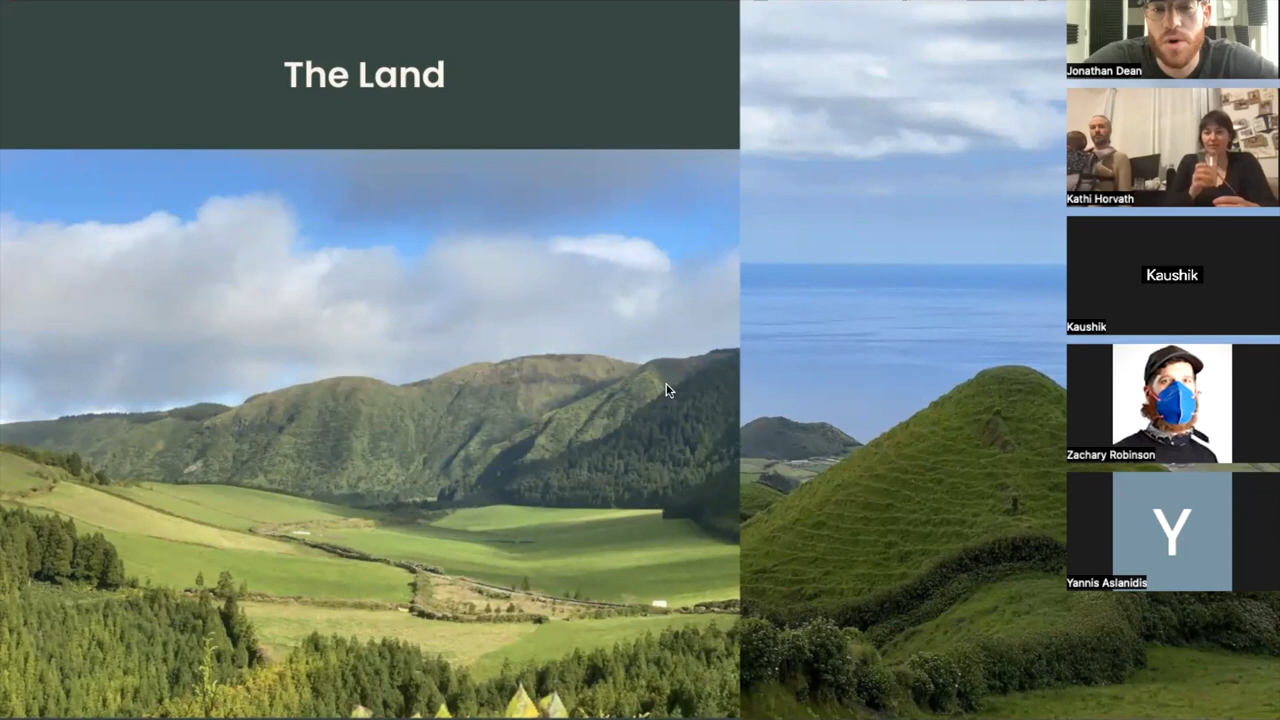 The Land
Jonathan Dean
Kathi Horvath
Kaushik
Kaushik
Zachary Robinson
Y
Yannis Aslanidis